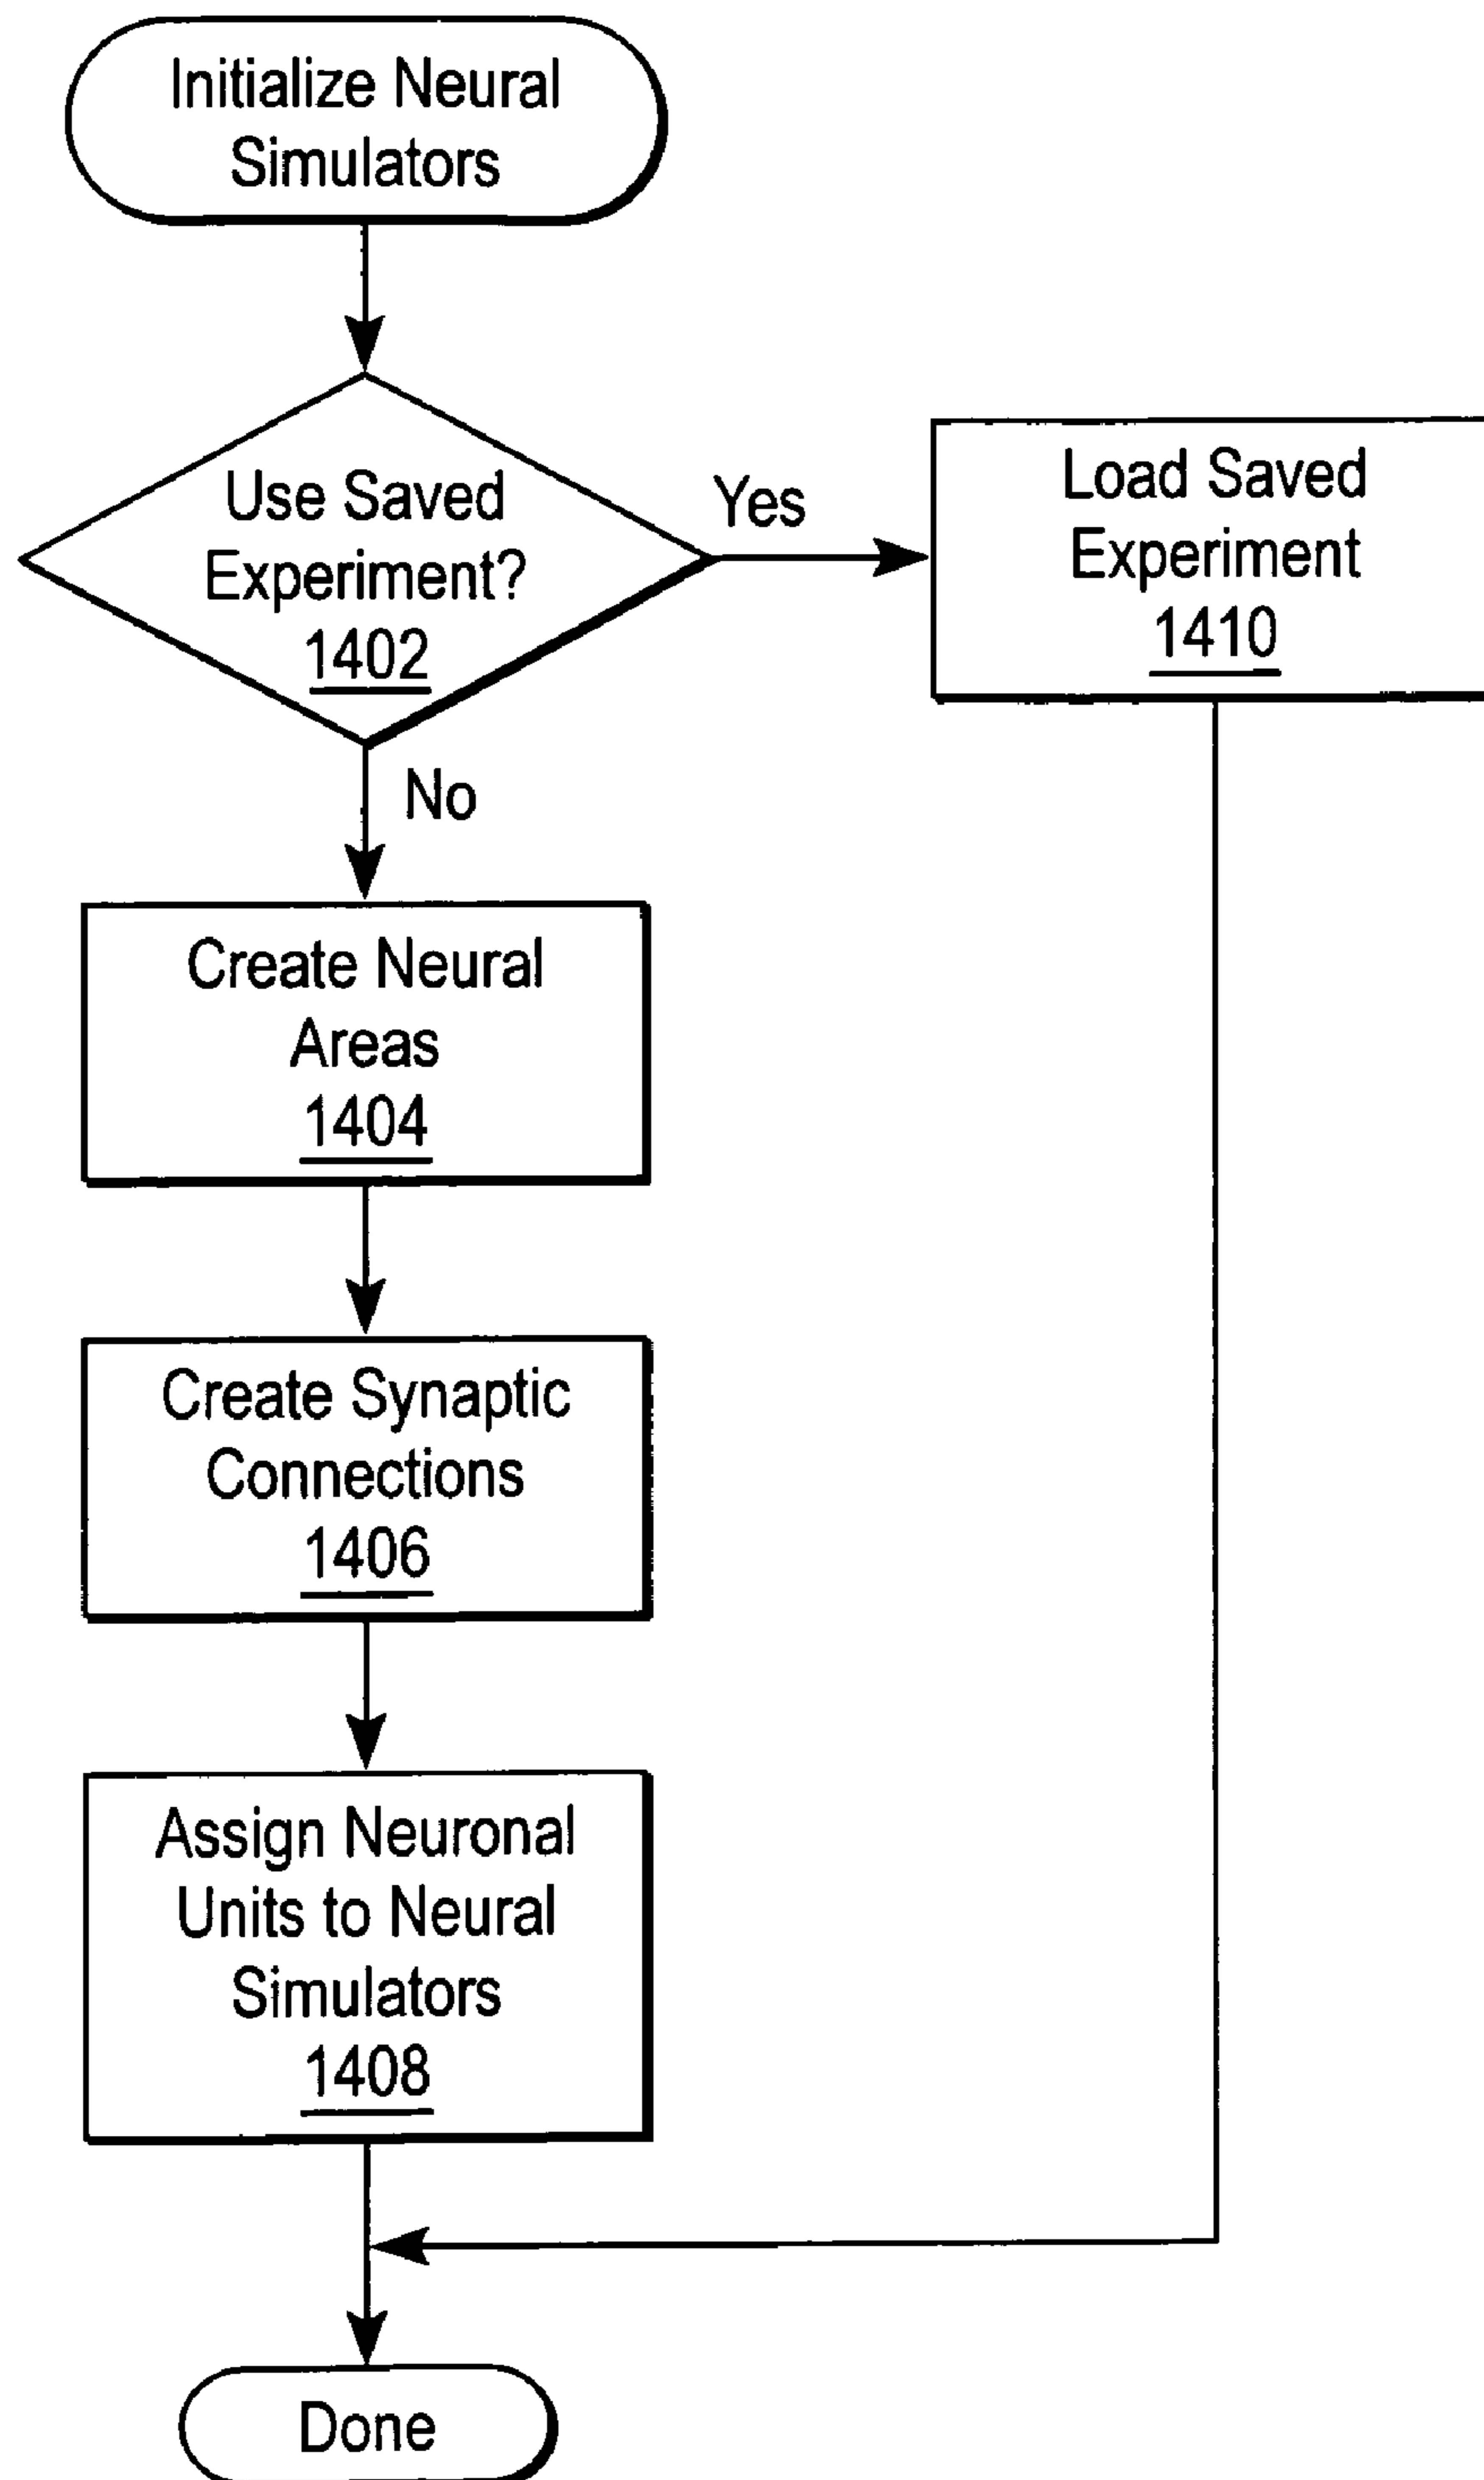 Initialize Neural
Simulators
Use Saved
Experiment?
1402
Yes
Load Saved
Experiment
1410
No
Create Neural
Areas
1404
Create Synaptic
Connections
1406
Assign Neuronal
Units to Neural
Simulators
1408
Done